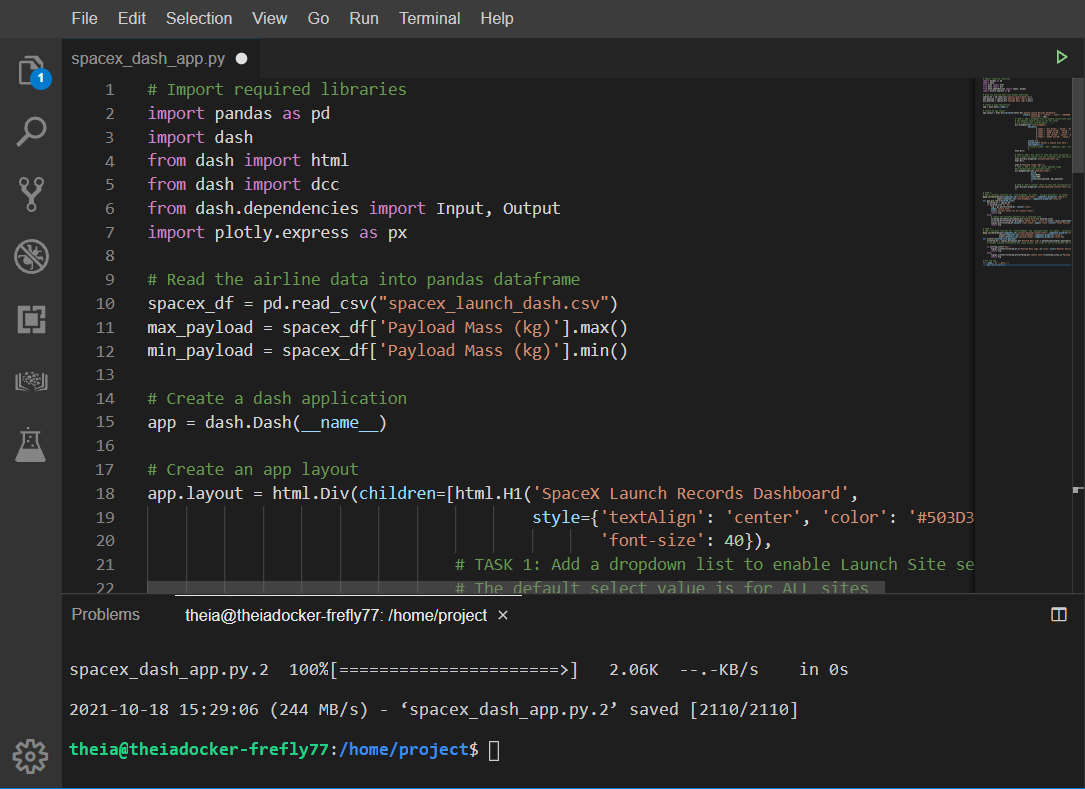 File Edit Selection View Go Run Terminal Help
1
spacex_dash_app.py
1 # Import required libraries
2 import pandas as pd
3 import dash
4 from dash import html
5 from dash import dcc
6 from dash.dependencies import Input, Output
7 import plotly.express as px
8
9 # Read the airline data into pandas dataframe
10 spacex_df = pd.read_csv("spacex_launch_dash.csv")
11 max_payload = spacex_df['Payload Mass (kg)'].max()
12 min_payload = spacex_df['Payload Mass (kg)'].min()
13
14 # Create a dash application
15 app = dash.Dash(__name__)
16
17 # Create an app layout
18 app.layout = html.Div(children=[html.H1('SpaceX Launch Records Dashboard',
19 style={'textAlign': 'center', 'color': '#503D3
20 'font-size': 40}),
21 # TASK 1: Add a dropdown list to enable Launch Site se
22 # The default select value is for ALL sites
Problems theia@theiadocker-frefly77: /home/project ×
spacex_dash_app.py.2 100%[======================>] 2.06K --.-KB/s in 0s
2021-10-18 15:29:06 (244 MB/s) - ‘spacex_dash_app.py.2’ saved [2110/2110]
theia@theiadocker-frefly77:/home/project$